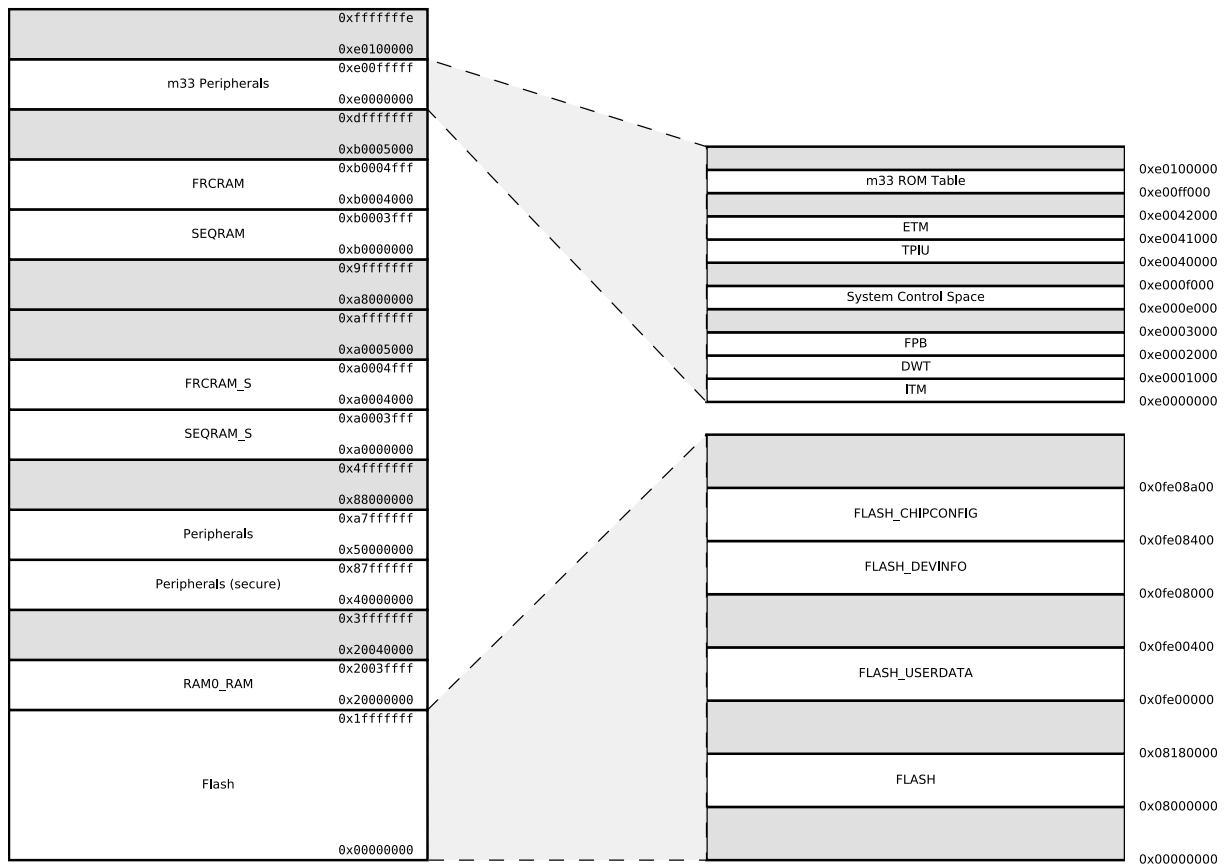 0xfffffffe
0xe0100000
0xe00fffff
m33 Peripherals
0xe0000000
0xdfffffff
0xb0005000
0xb0004fff
FRCRAM
0xb0004000
0xb0003fff
SEQRAM
0xb0000000
0x9fffffff
0xa8000000
0xafffffff
0xa0005000
0xa0004fff
FRCRAM_S
0xa0004000
0xa0003fff
SEQRAM_S
0xa0000000
0x4fffffff
0x88000000
0xa7ffffff
Peripherals
0x50000000
0x87ffffff
Peripherals (secure)
0x40000000
0x3fffffff
0x20040000
0x2003ffff
RAM0_RAM
0x20000000
0x1fffffff
Flash
0x00000000
0xe0100000
m33 ROM Table
0xe00ff000
0xe0042000
ETM
0xe0041000
TPIU
0xe0040000
0xe000f000
System Control Space
0xe000e000
0xe0003000
FPB
0xe0002000
DWT
0xe0001000
ITM
0xe0000000
0x0fe08a00
FLASH_CHIPCONFIG
0x0fe08400
FLASH_DEVINFO
0x0fe08000
0x0fe00400
FLASH_USERDATA
0x0fe00000
0x08180000
FLASH
0x08000000
0x00000000